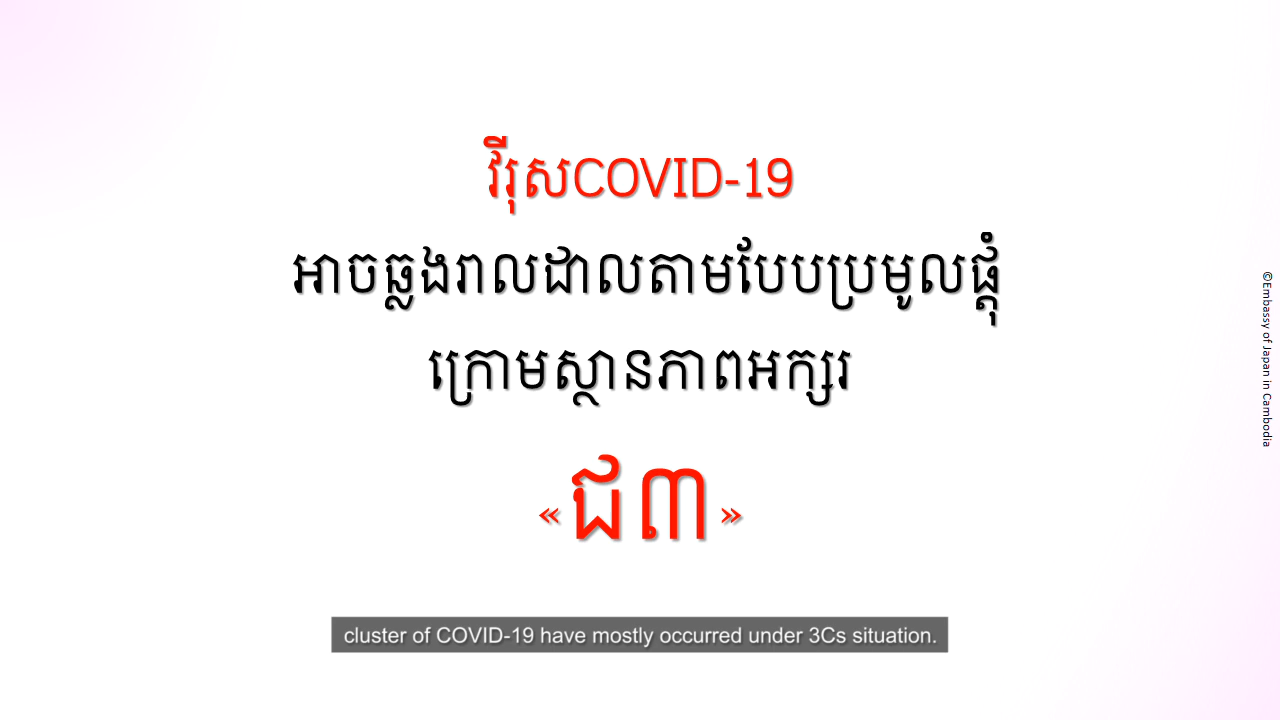 វីរុសCOVID-19
អាចឆ្លងរាលដាលតាមបែបប្រមូលផ្តុំ
ក្រោមស្ថានភាពអក្សរ
«ជ៣»
cluster of COVID-19 have mostly occurred under 3Cs situation.
©Embassy of Japan in Cambodia